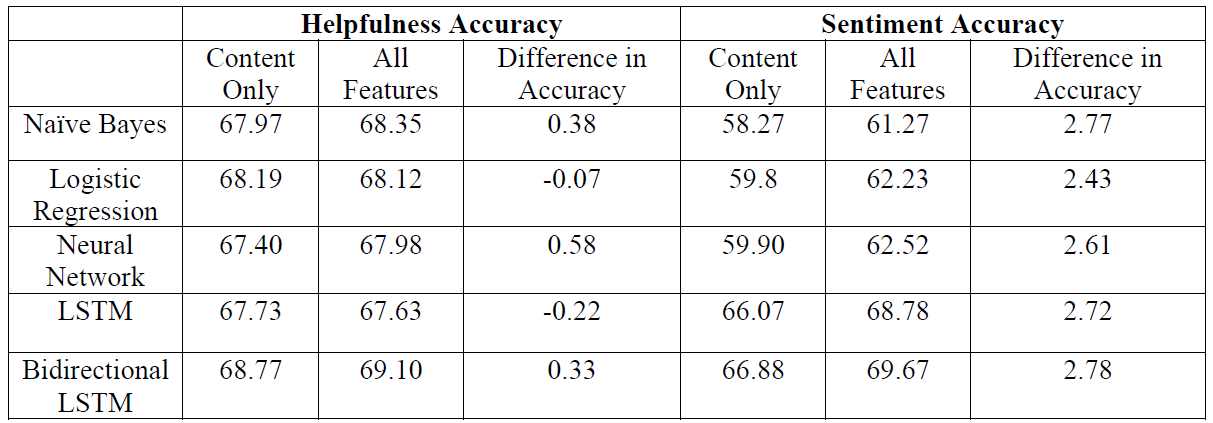 Helpfulness Accuracy Sentiment Accuracy
Content Only All Features Difference in Accuracy Content Only All Features Difference in Accuracy
Naïve Bayes 67.97 68.35 0.38 58.27 61.27 2.77
Logistic Regression 68.19 68.12 -0.07 59.8 62.23 2.43
Neural Network 67.40 67.98 0.58 59.90 62.52 2.61
LSTM 67.73 67.63 -0.22 66.07 68.78 2.72
Bidirectional LSTM 68.77 69.10 0.33 66.88 69.67 2.78